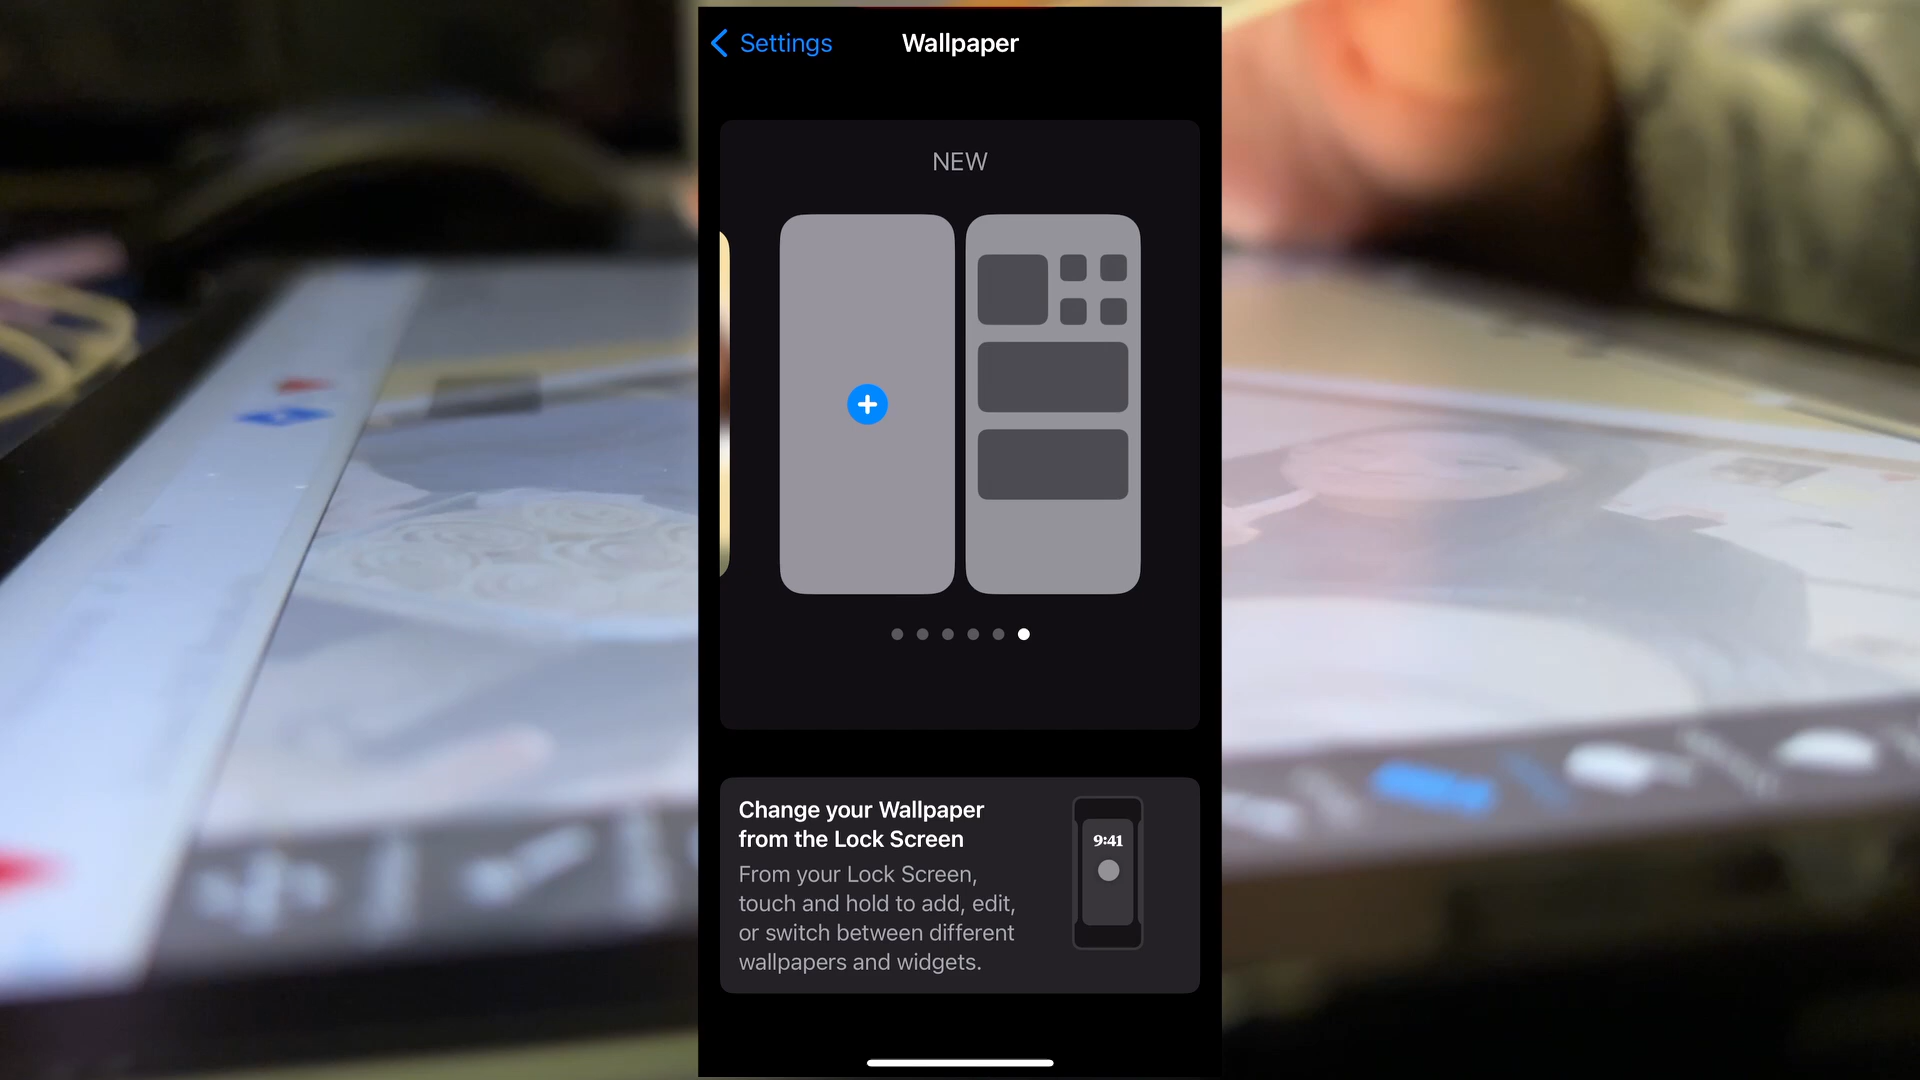 Settings
Wallpaper
NEW
Change your Wallpaper
from the Lock Screen
From your Lock Screen,
touch and hold to add, edit,
or switch between different
wallpapers and widgets.
9:41